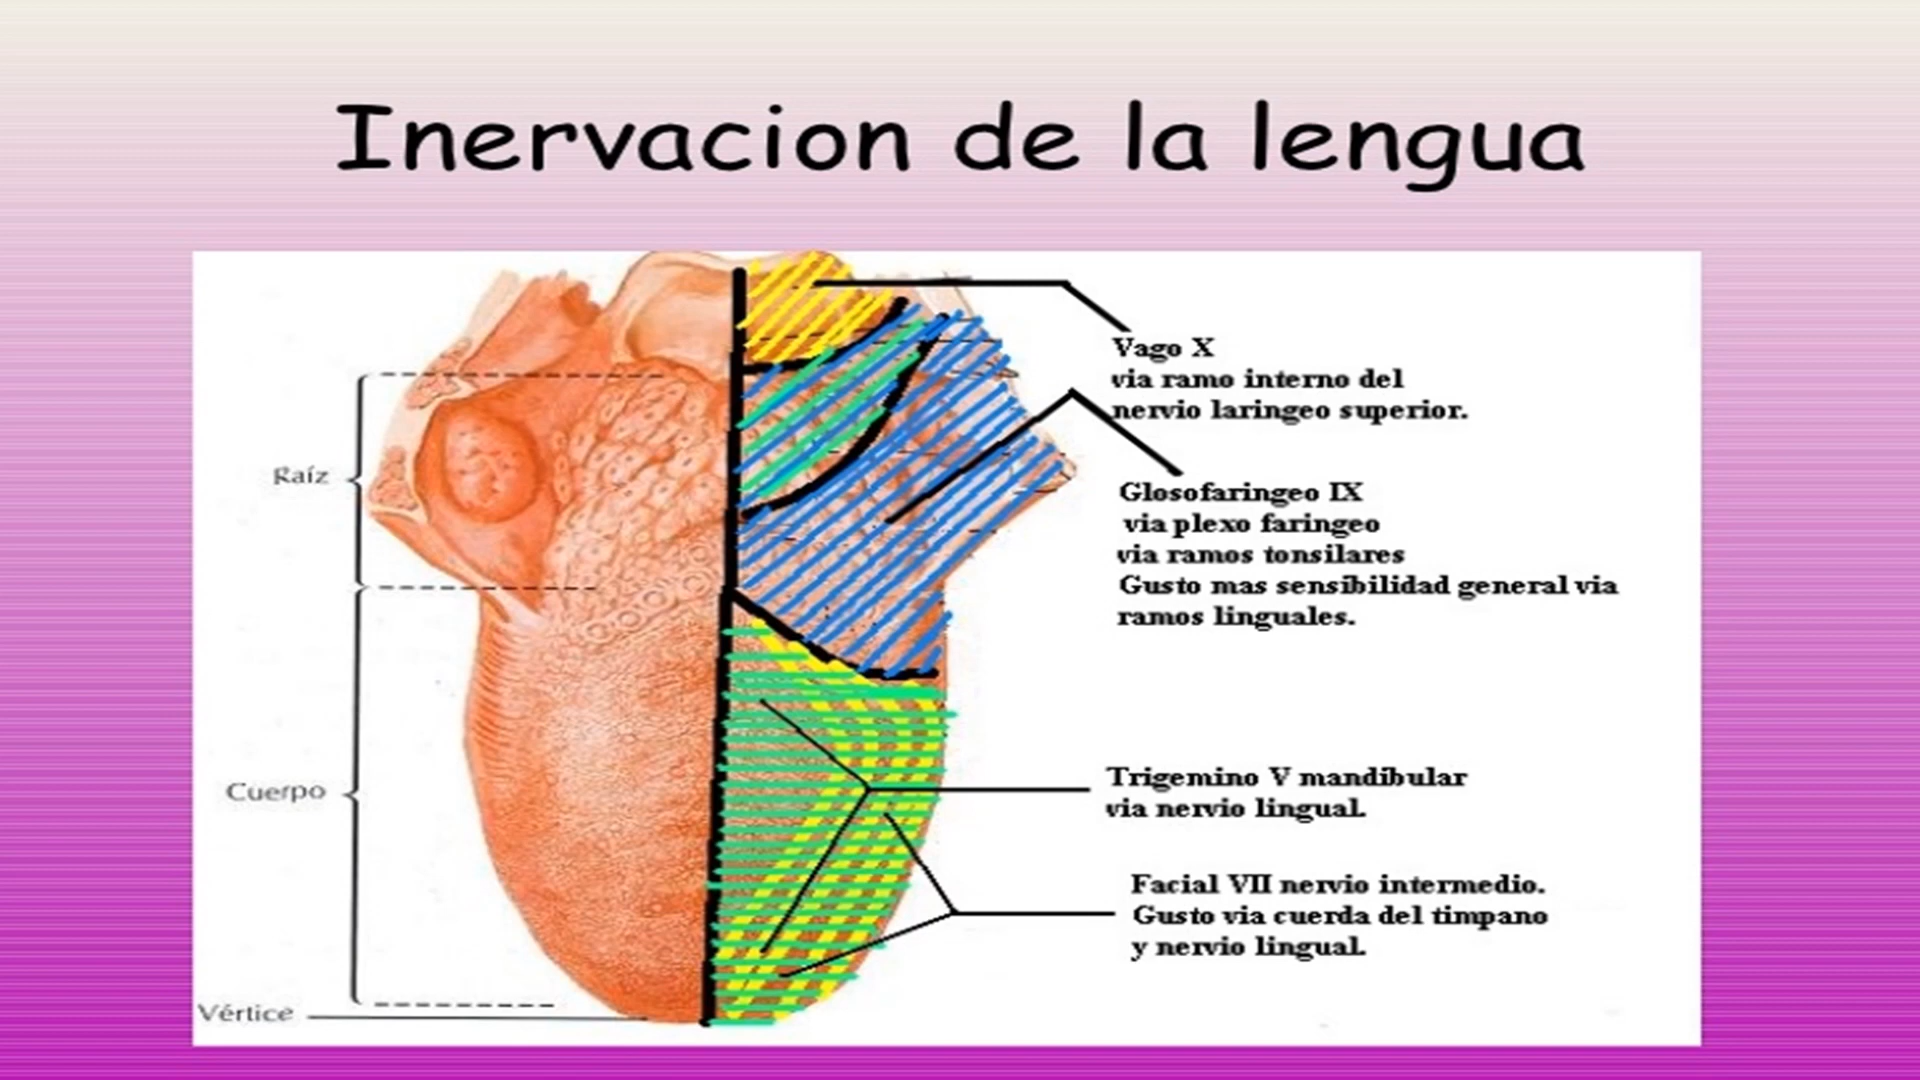 Inervacion de la lengua
Vago X
via ramo interno del
nervio laringeo superior.
Raíz
Glosofaringeo IX
via plexo faringeo
via ramos tonsilares
Gusto mas sensibilidad general via
ramos linguales.
Cuerpo
Trigemino V mandibular
via nervio lingual.
Facial VII nervio intermedio.
Gusto via cuerda del timpano
y nervio lingual.
Vértice